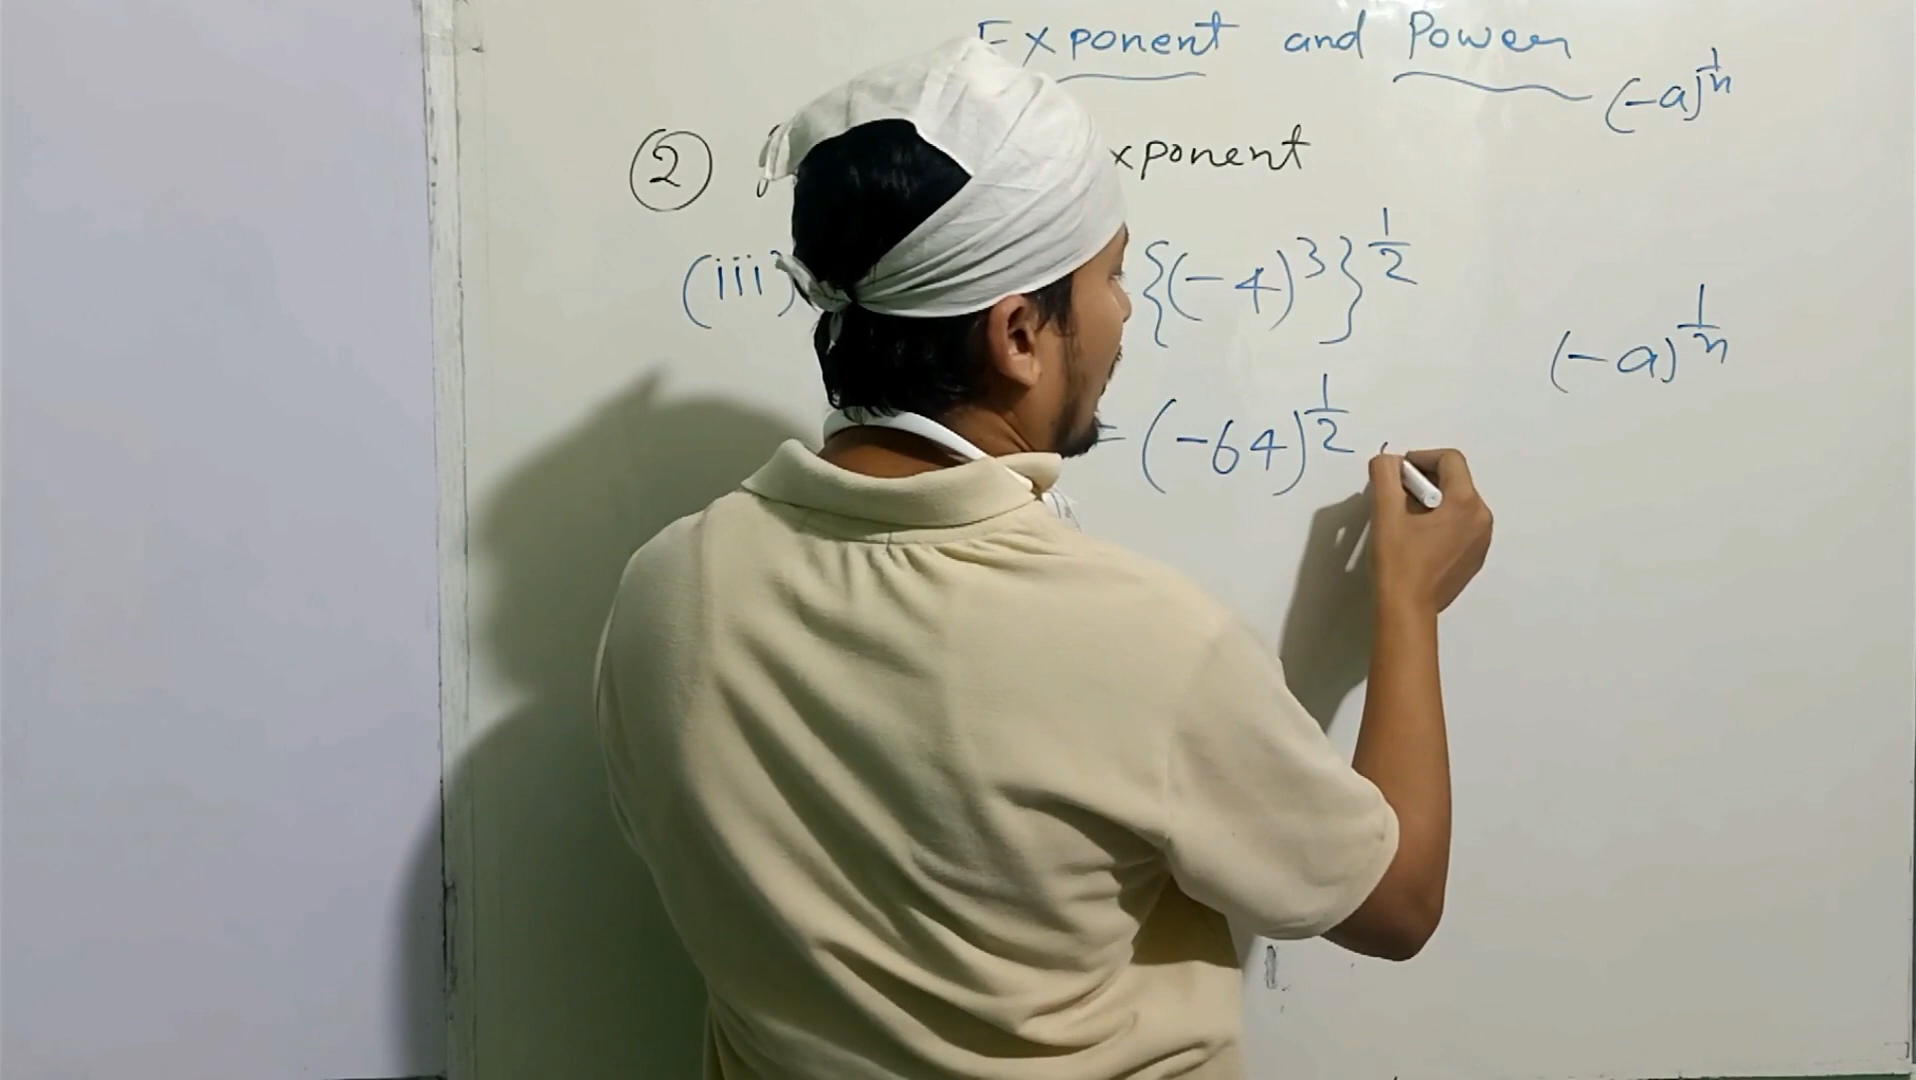 Exponent and Power
(-a)^{1/n}
② xponent
(iii) {(-4)^3}^{1/2}
(-a)^{1/n}
= (-64)^{1/2}